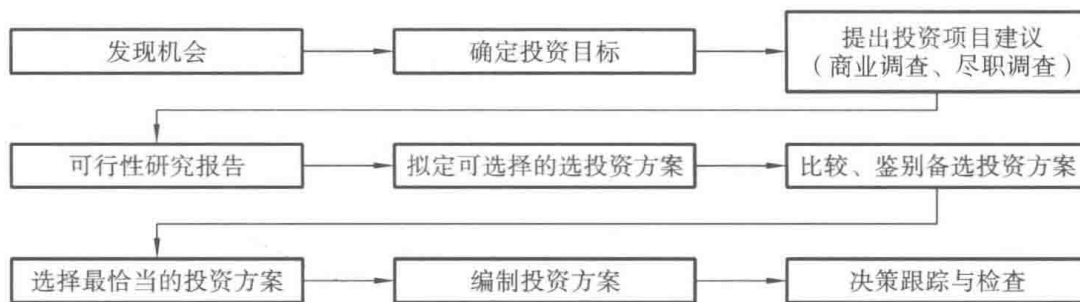 发现机会
确定投资目标
提出投资项目建议
（商业调查、尽职调查）
可行性研究报告
拟定可选择的选投资方案
比较、鉴别备选投资方案
选择最恰当的投资方案
编制投资方案
决策跟踪与检查